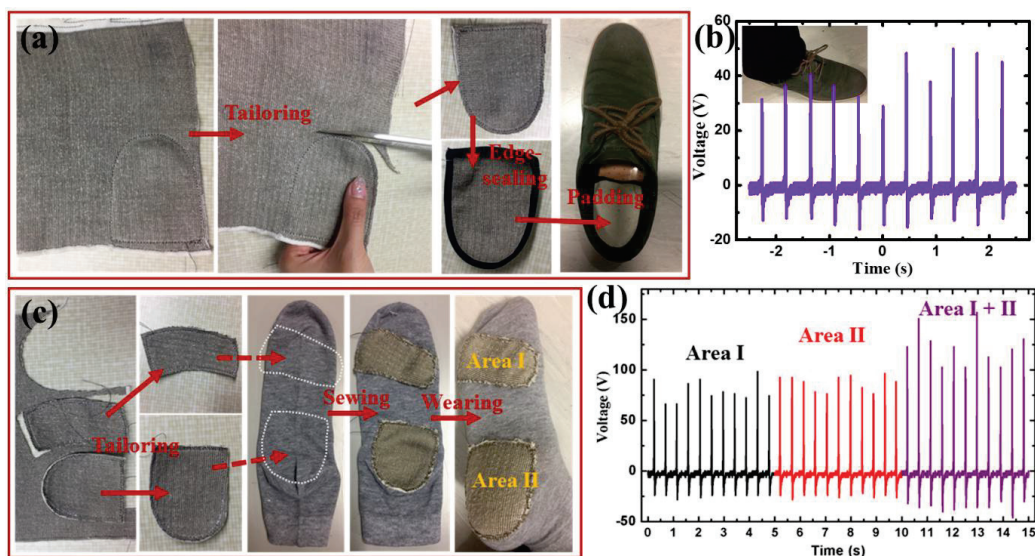 (a)
Tailoring
Edge-
sealing
Padding
(b)
Voltage (V)
60
40
20
0
-20
-2
-1
0
1
2
Time (s)
(c)
Tailoring
Sewing
Wearing
Area I
Area II
(d)
Voltage (V)
150
100
50
0
-50
Area I
Area II
Area I + II
0 1 2 3 4 5 6 7 8 9 10 11 12 13 14 15
Time (s)